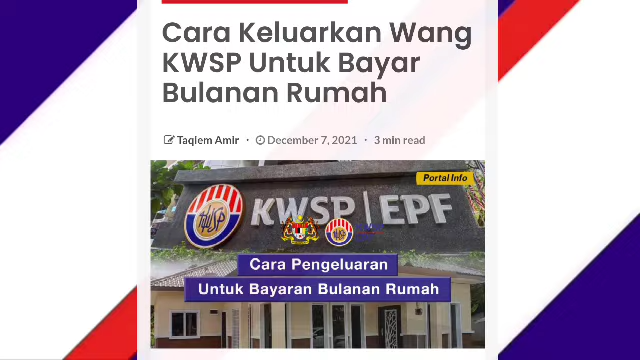 Cara Keluarkan Wang
KWSP Untuk Bayar
Bulanan Rumah
Taqiem Amir · December 7, 2021 · 3 min read
Portal Info
KWSP | EPF
Cara Pengeluaran
Untuk Bayaran Bulanan Rumah